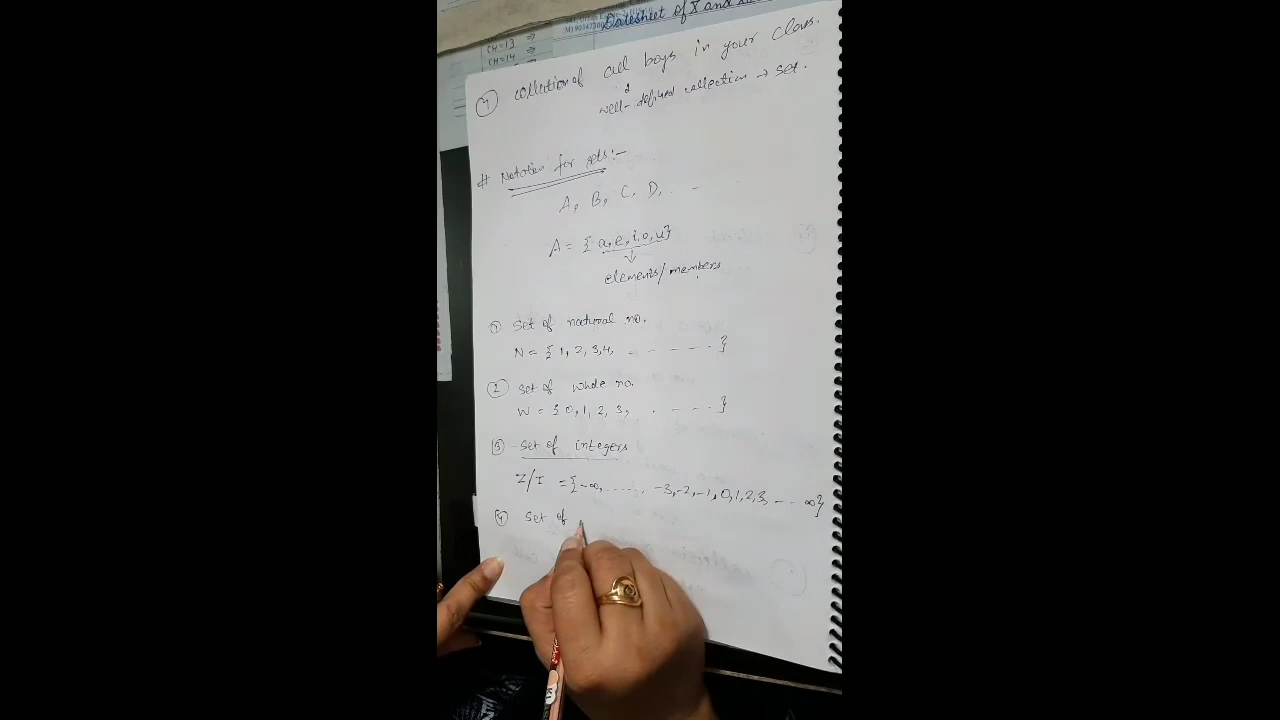 Datesheet of X and
CH=13 ⇒
CH=14 ⇒
7 collection of all boys in your class.
↓
well-defined collection → set.
# Notation for sets:-
A, B, C, D, . -
A = { a, e, i, o, u}
↓
elements/members
1 Set of natural no.
N = { 1, 2, 3, 4, - - - - - . }
2 Set of whole no.
W = { 0, 1, 2, 3, . - - - . }
3 Set of integers
Z/I = { -∞, ...... -3, -2, -1, 0, 1, 2, 3, - - ∞ }
4 Set of